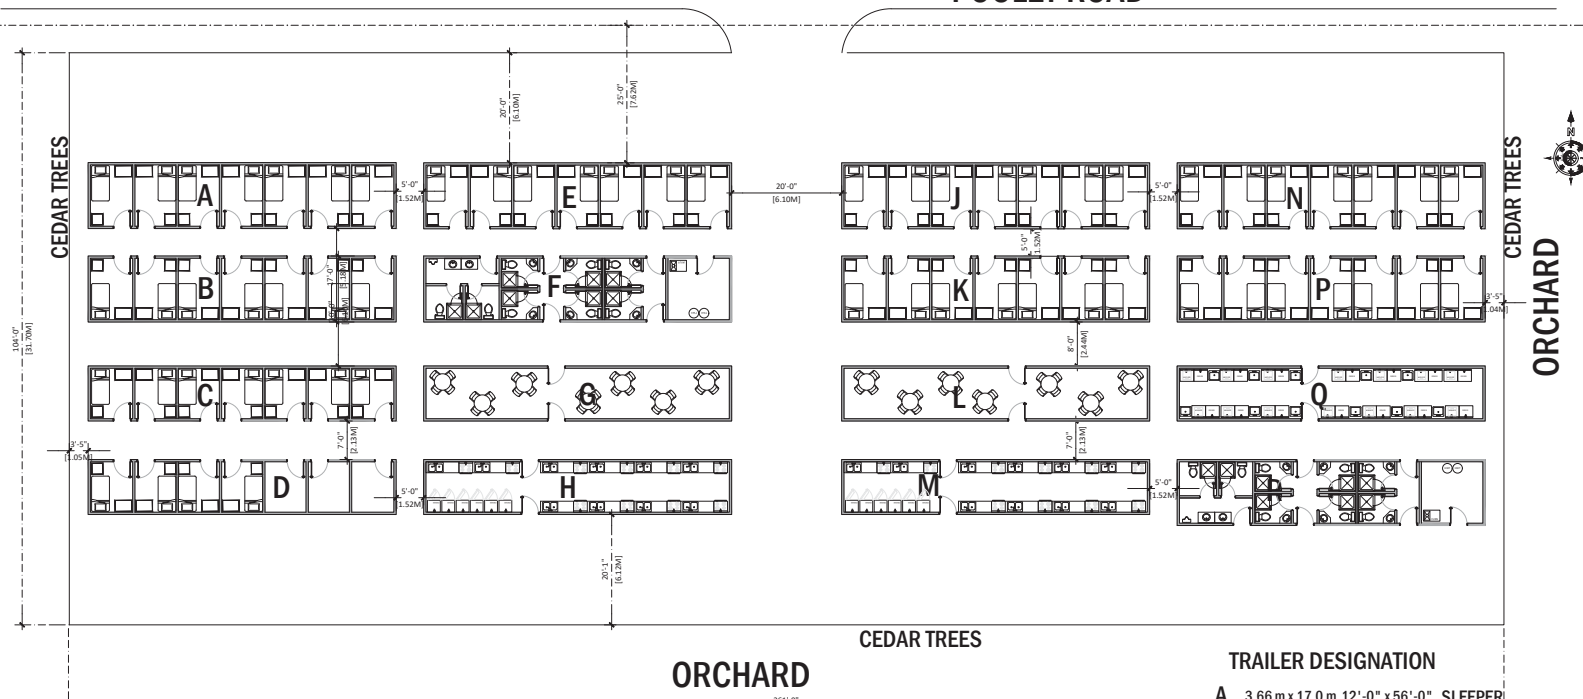 POOLEY ROAD
20'-0"
[6.10M]
25'-0"
[7.62M]
CEDAR TREES
CEDAR TREES
N
A
5'-0"
[1.52M]
E
20'-0"
[6.10M]
J
5'-0"
[1.52M]
N
5'-0"
[1.52M]
17'-0"
[5.18M]
B
F
K
P
3'-5"
[1.04M]
ORCHARD
104'-0"
[31.70M]
8'-0"
[2.44M]
C
G
L
Q
7'-0"
[2.13M]
7'-0"
[2.13M]
3'-5"
[1.05M]
D
5'-0"
[1.52M]
H
M
5'-0"
[1.52M]
R
20'-1"
[6.12M]
CEDAR TREES
ORCHARD
TRAILER DESIGNATION
A 3.66 m x 17.0 m 12'-0" x 56'-0" SLEEPER